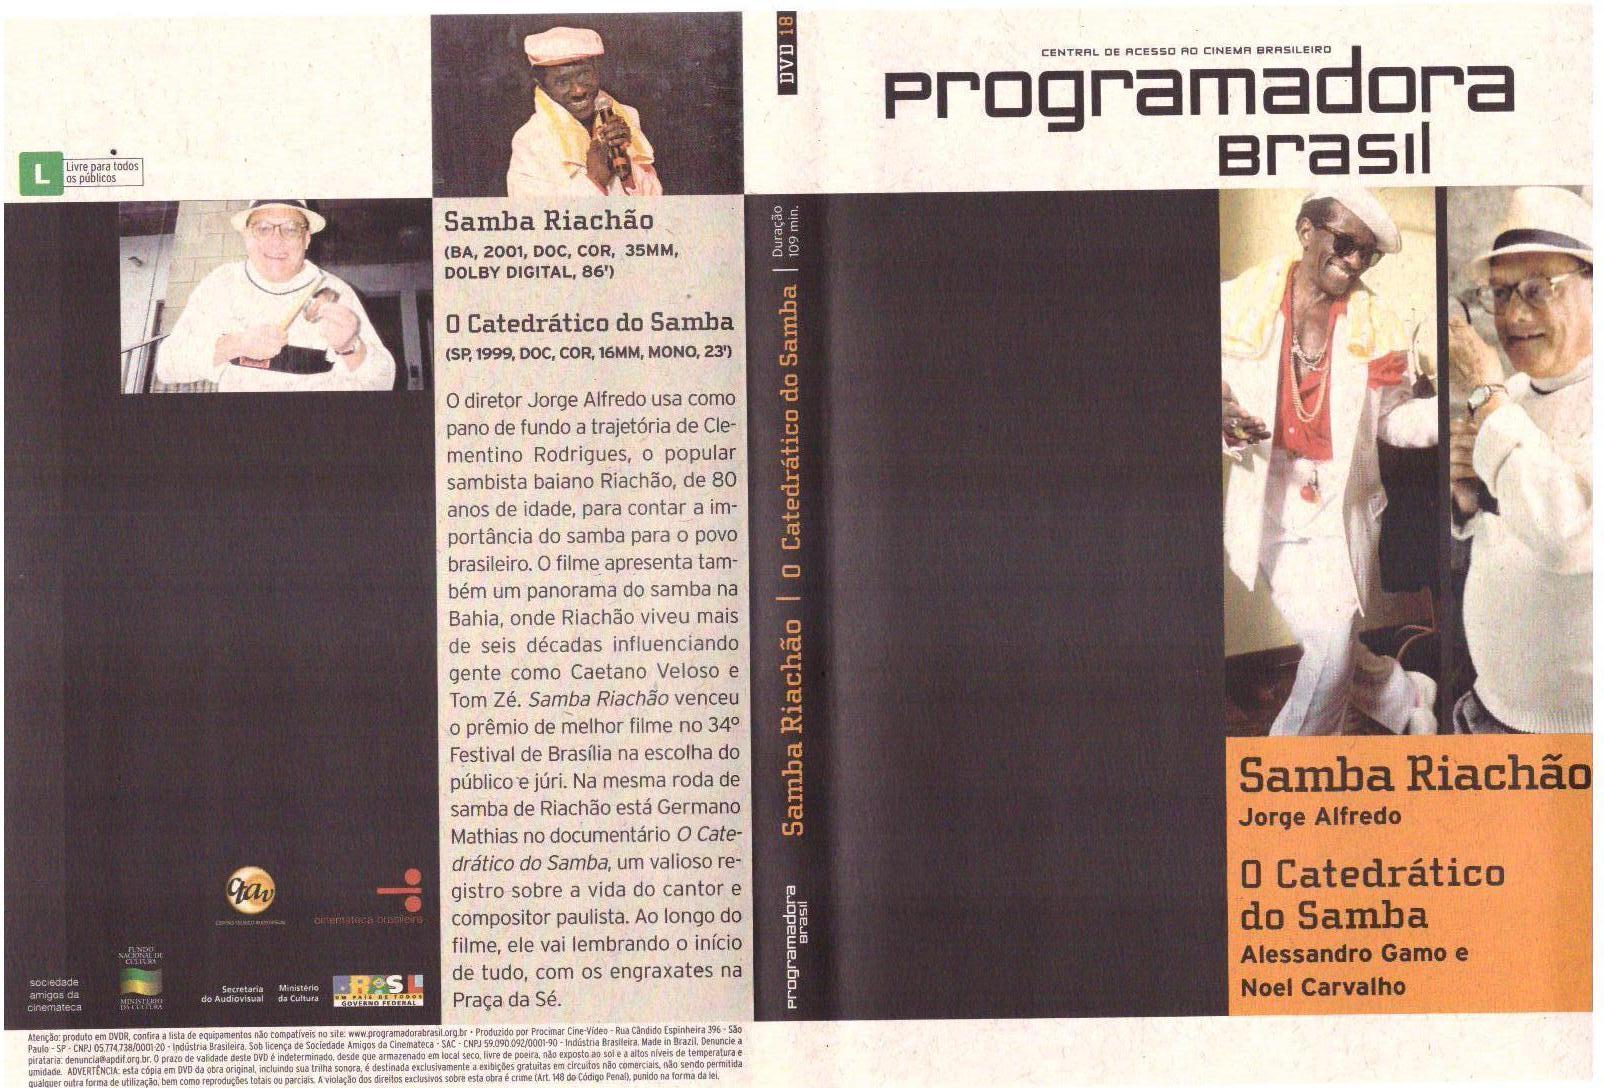 L
Livre para todos
os públicos
Samba Riachão
(BA, 2001, DOC, COR, 35MM,
DOLBY DIGITAL, 86')
O Catedrático do Samba
(SP, 1999, DOC, COR, 16MM, MONO, 23')
O diretor Jorge Alfredo usa como
pano de fundo a trajetória de Cle-
mentino Rodrigues, o popular
sambista baiano Riachão, de 80
anos de idade, para contar a im-
portância do samba para o povo
brasileiro. O filme apresenta tam-
bém um panorama do samba na
Bahia, onde Riachão viveu mais
de seis décadas influenciando
gente como Caetano Veloso e
Tom Zé. Samba Riachão venceu
o prêmio de melhor filme no 34º
Festival de Brasília na escolha do
público e júri. Na mesma roda de
samba de Riachão está Germano
Mathias no documentário O Cate-
drático do Samba, um valioso re-
gistro sobre a vida do cantor e
compositor paulista. Ao longo do
filme, ele vai lembrando o início
de tudo, com os engraxates na
Praça da Sé.
ctav
CENTRO TÉCNICO AUDIOVISUAL
cinemateca brasileira
sociedade
amigos da
cinemateca
FUNDO
NACIONAL DE
CULTURA
MINISTÉRIO
DA CULTURA
Secretaria
do Audiovisual
Ministério
da Cultura
BRASIL
UM PAÍS DE TODOS
GOVERNO FEDERAL
Atenção: produto em DVDR, confira a lista de equipamentos não compatíveis no site: www.programadorabrasil.org.br • Produzido por Procimar Cine-Vídeo - Rua Cândido Espinheira 396 - São
Paulo - SP - CNPJ 05.774.738/0001-20 - Indústria Brasileira. Sob licença de Sociedade Amigos da Cinemateca - SAC - CNPJ 59.090.092/0001-90 - Indústria Brasileira. Made in Brazil. Denuncie a
pirataria: denuncia@apdif.org.br. O prazo de validade deste DVD é indeterminado, desde que armazenado em local seco, livre de poeira, não exposto ao sol e a altos níveis de temperatura e
umidade. ADVERTÊNCIA: esta cópia em DVD da obra original, incluindo sua trilha sonora, é destinada exclusivamente a exibições gratuitas em circuitos não comerciais, não sendo permitida
qualquer outra forma de utilização, bem como reproduções totais ou parciais. A violação dos direitos exclusivos sobre esta obra é crime (Art. 148 do Código Penal), punido na forma da lei.
DVD 18
Duração
109 min.
Samba Riachão | O Catedrático do Samba |
programadora
brasil
CENTRAL DE ACESSO AO CINEMA BRASILEIRO
programadora
brasil
Samba Riachão
Jorge Alfredo
O Catedrático
do Samba
Alessandro Gamo e
Noel Carvalho